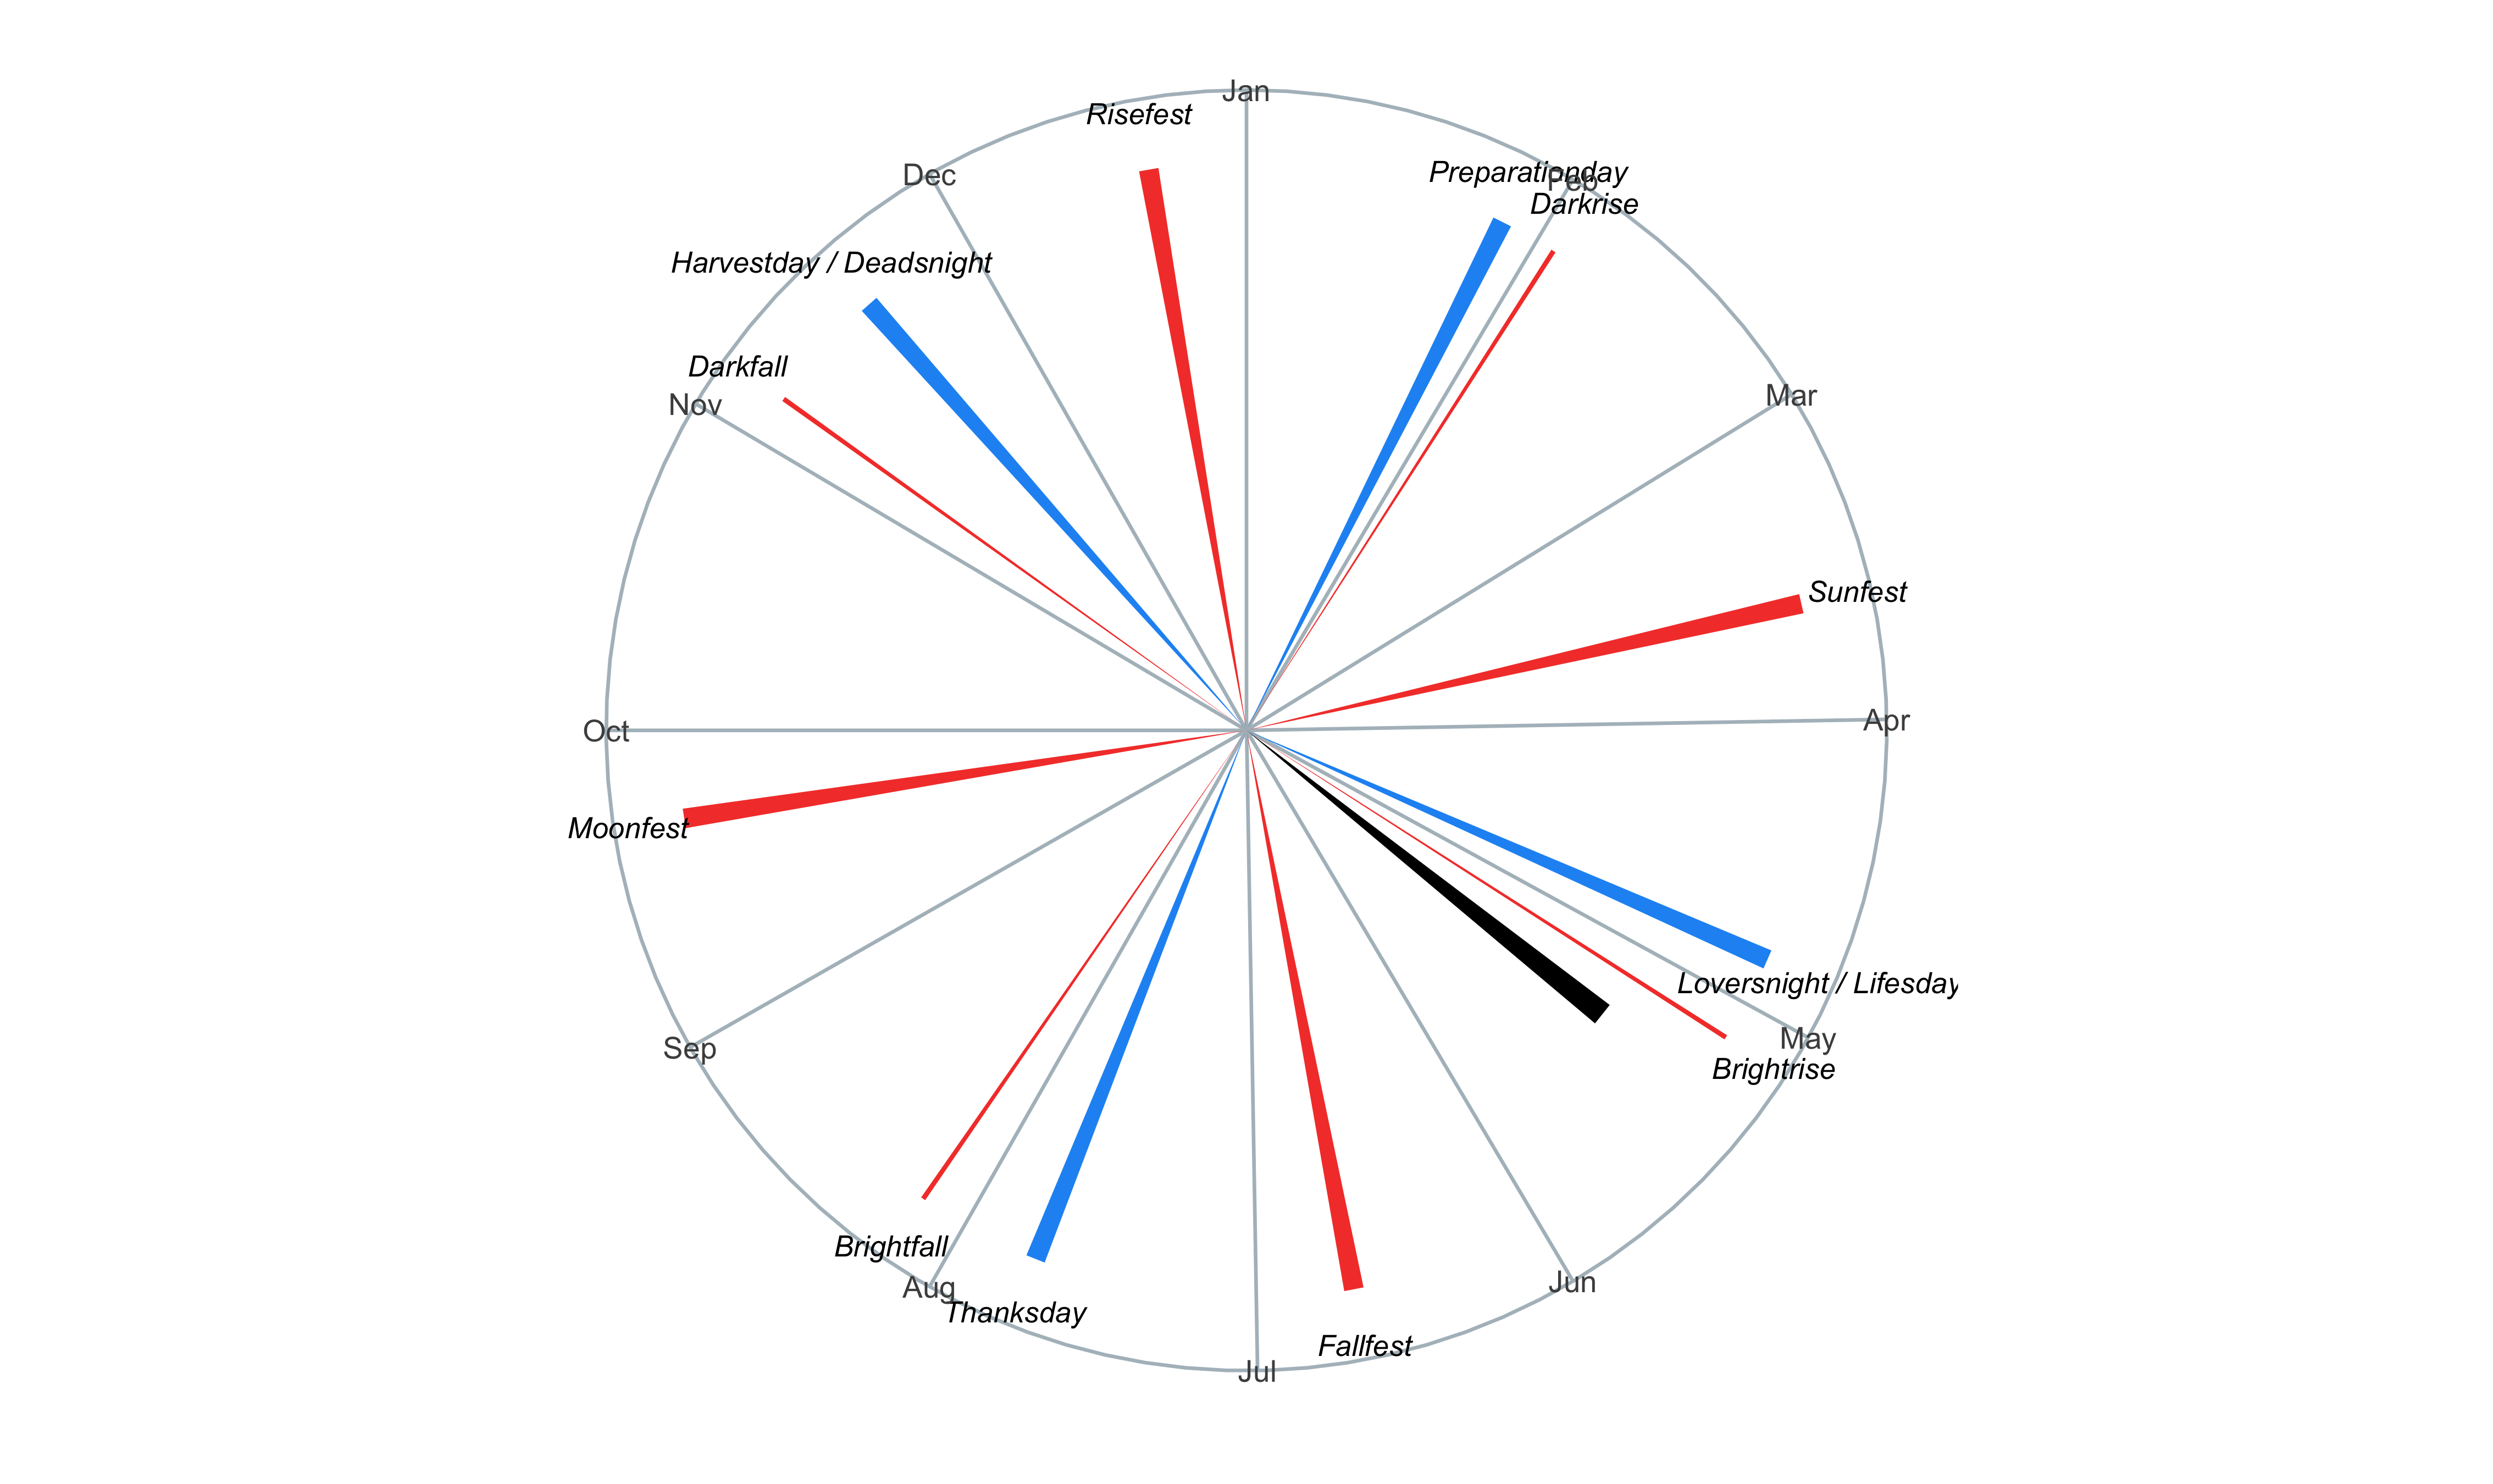 Jan
Risefest
Preparationday
Feb
Dec
Darkrise
Harvestday / Deadsnight
Darkfall
Mar
Nov
Sunfest
Apr
Oct
Moonfest
Loversnight / Lifesday
May
Sep
Brightrise
Brightfall
Jun
Aug
Thanksday
Fallfest
Jul